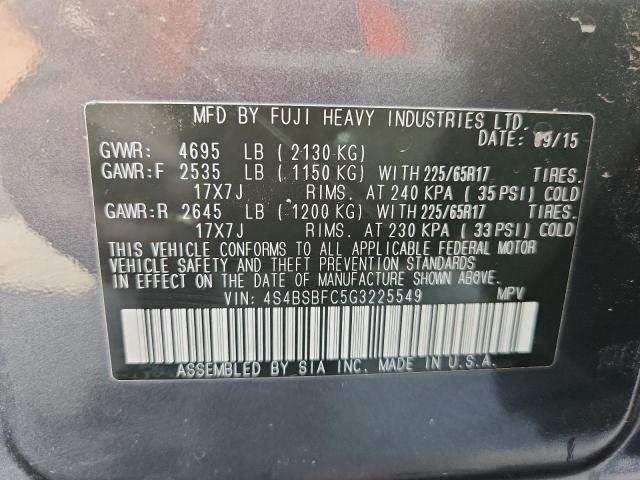 MFD BY FUJI HEAVY INDUSTRIES LTD.
DATE: 09/15
GVWR: 4695 LB (2130 KG)
GAWR:F 2535 LB (1150 KG) WITH 225/65R17 TIRES.
17X7J RIMS. AT 240 KPA (35 PSI) COLD
GAWR:R 2645 LB (1200 KG) WITH 225/65R17 TIRES.
17X7J RIMS. AT 230 KPA (33 PSI) COLD
THIS VEHICLE CONFORMS TO ALL APPLICABLE FEDERAL MOTOR
VEHICLE SAFETY AND THEFT PREVENTION STANDARDS
IN EFFECT ON THE DATE OF MANUFACTURE SHOWN ABOVE.
VIN: 4S4BSBFC5G3225549 MPV
ASSEMBLED BY SIA INC. MADE IN U.S.A.